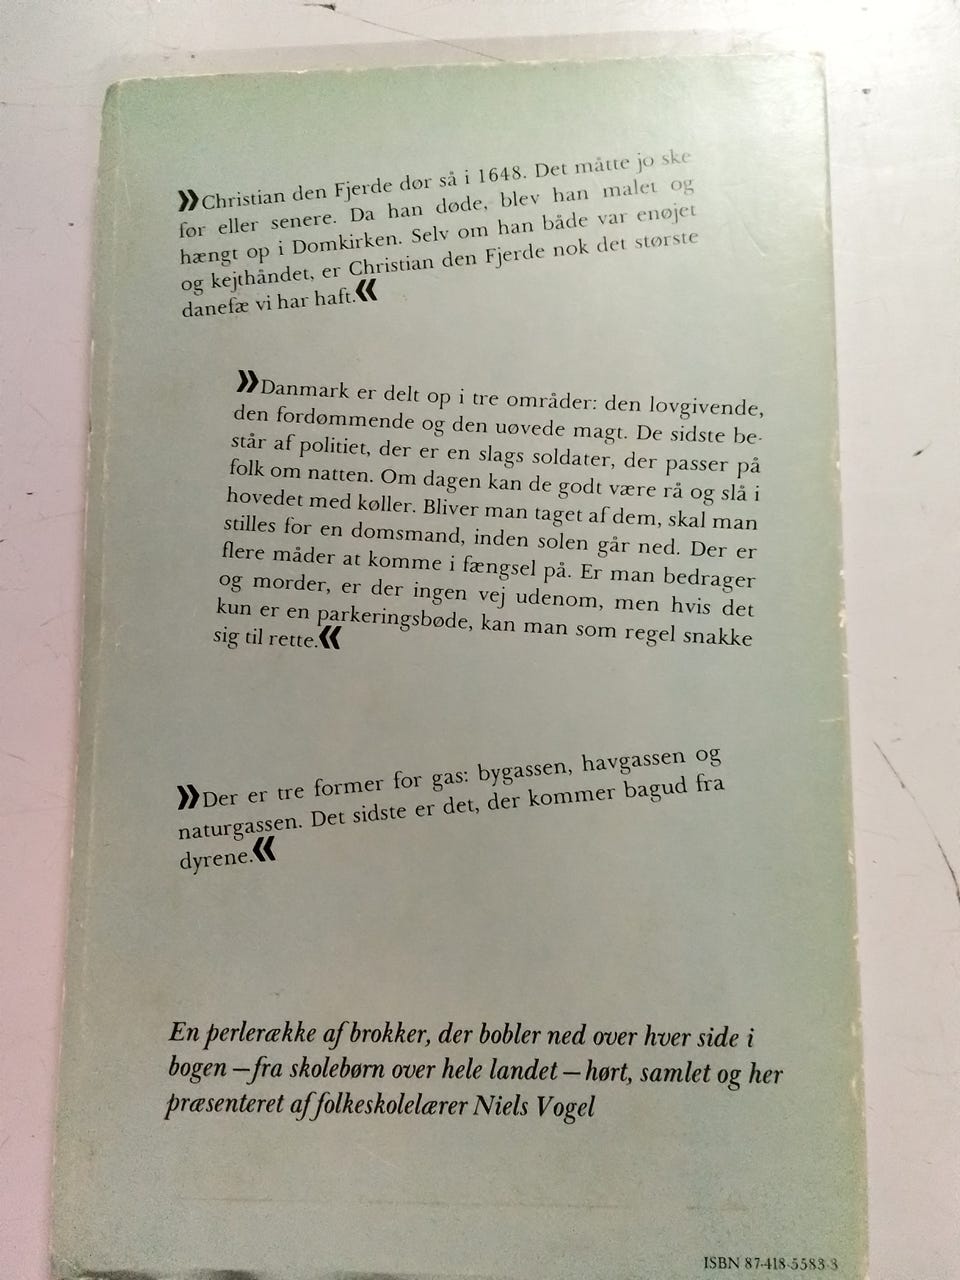 »Christian den Fjerde dør så i 1648. Det måtte jo ske
før eller senere. Da han døde, blev han malet og
hængt op i Domkirken. Selv om han både var enøjet
og kejthåndet, er Christian den Fjerde nok det største
danefæ vi har haft.«
»Danmark er delt op i tre områder: den lovgivende,
den fordømmende og den uøvede magt. De sidste be-
står af politiet, der er en slags soldater, der passer på
folk om natten. Om dagen kan de godt være rå og slå i
hovedet med køller. Bliver man taget af dem, skal man
stilles for en domsmand, inden solen går ned. Der er
flere måder at komme i fængsel på. Er man bedrager
og morder, er der ingen vej udenom, men hvis det
kun er en parkeringsbøde, kan man som regel snakke
sig til rette.«
»Der er tre former for gas: bygassen, havgassen og
naturgassen. Det sidste er det, der kommer bagud fra
dyrene.«
En perlerække af brokker, der bobler ned over hver side i
bogen – fra skolebørn over hele landet – hørt, samlet og her
præsenteret af folkeskolelærer Niels Vogel
ISBN 87-418-5583-3